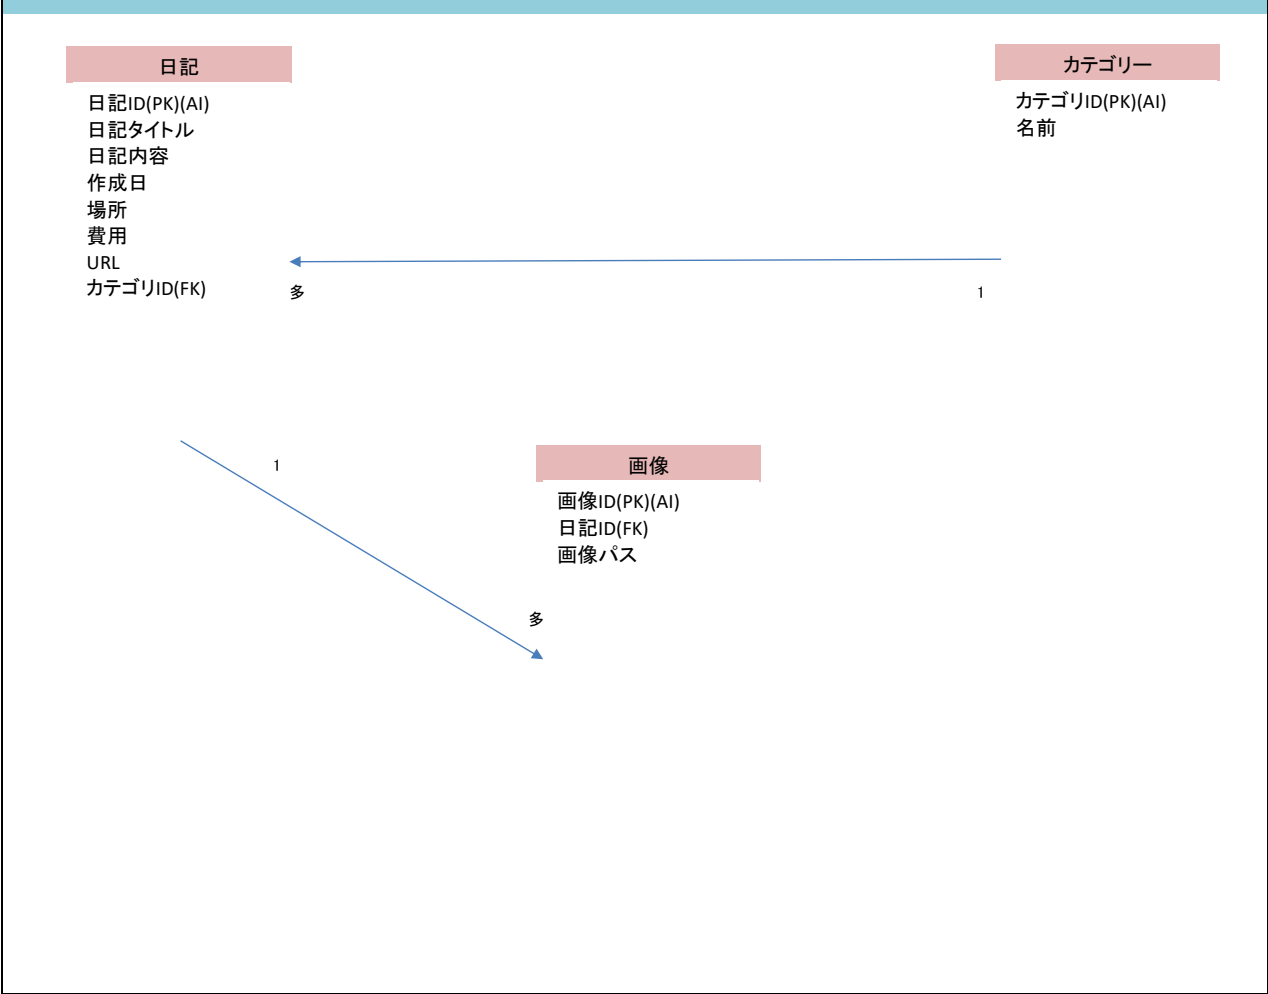 日記
日記ID(PK)(AI)
日記タイトル
日記内容
作成日
場所
費用
URL
カテゴリID(FK)
カテゴリー
カテゴリID(PK)(AI)
名前
多
1
1
画像
画像ID(PK)(AI)
日記ID(FK)
画像パス
多